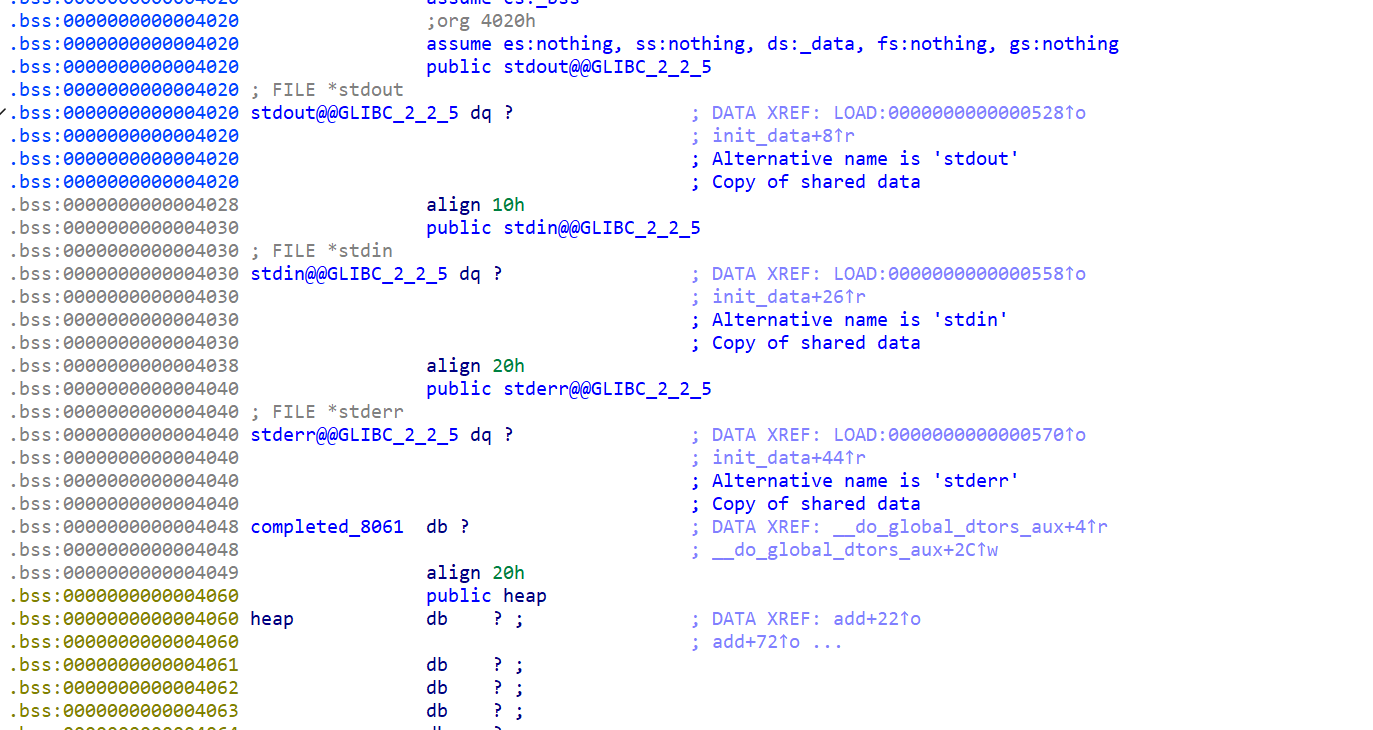 .bss:0000000000004020 assume cs:_bss
.bss:0000000000004020 ;org 4020h
.bss:0000000000004020 assume es:nothing, ss:nothing, ds:_data, fs:nothing, gs:nothing
.bss:0000000000004020 public stdout@@GLIBC_2_2_5
.bss:0000000000004020 ; FILE *stdout
.bss:0000000000004020 stdout@@GLIBC_2_2_5 dq ? ; DATA XREF: LOAD:0000000000000528↑o
.bss:0000000000004020 ; init_data+8↑r
.bss:0000000000004020 ; Alternative name is 'stdout'
.bss:0000000000004020 ; Copy of shared data
.bss:0000000000004028 align 10h
.bss:0000000000004030 public stdin@@GLIBC_2_2_5
.bss:0000000000004030 ; FILE *stdin
.bss:0000000000004030 stdin@@GLIBC_2_2_5 dq ? ; DATA XREF: LOAD:0000000000000558↑o
.bss:0000000000004030 ; init_data+26↑r
.bss:0000000000004030 ; Alternative name is 'stdin'
.bss:0000000000004030 ; Copy of shared data
.bss:0000000000004038 align 20h
.bss:0000000000004040 public stderr@@GLIBC_2_2_5
.bss:0000000000004040 ; FILE *stderr
.bss:0000000000004040 stderr@@GLIBC_2_2_5 dq ? ; DATA XREF: LOAD:0000000000000570↑o
.bss:0000000000004040 ; init_data+44↑r
.bss:0000000000004040 ; Alternative name is 'stderr'
.bss:0000000000004040 ; Copy of shared data
.bss:0000000000004048 completed_8061 db ? ; DATA XREF: __do_global_dtors_aux+4↑r
.bss:0000000000004048 ; __do_global_dtors_aux+2C↑w
.bss:0000000000004049 align 20h
.bss:0000000000004060 public heap
.bss:0000000000004060 heap db ? ; ; DATA XREF: add+22↑o
.bss:0000000000004060 ; add+72↑o ...
.bss:0000000000004061 db ? ;
.bss:0000000000004062 db ? ;
.bss:0000000000004063 db ? ;